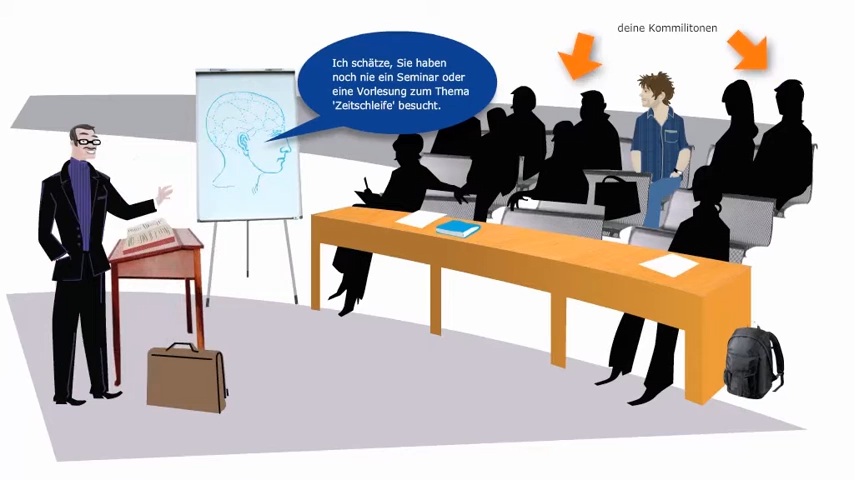 deine Kommilitonen
Ich schätze, Sie haben
noch nie ein Seminar oder
eine Vorlesung zum Thema
'Zeitschleife' besucht.